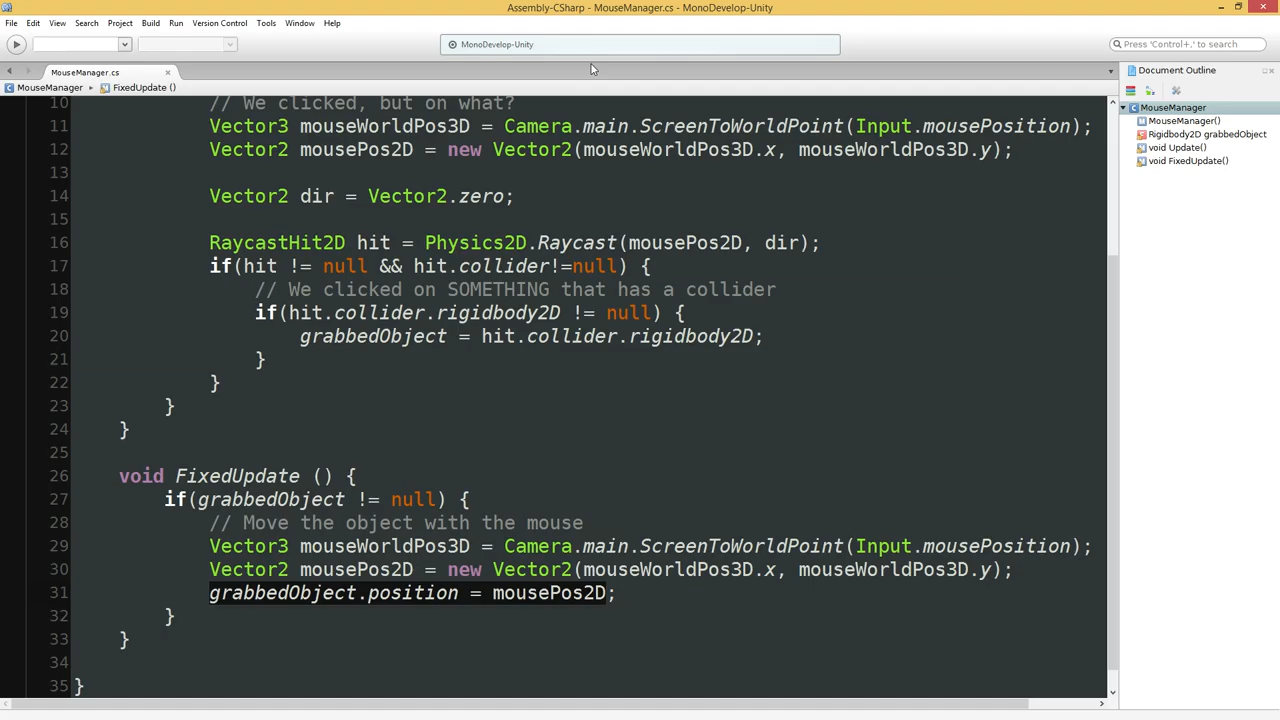 Assembly-CSharp - MouseManager.cs - MonoDevelop-Unity
File Edit View Search Project Build Run Version Control Tools Window Help
MonoDevelop-Unity
Press 'Control+,' to search
MouseManager.cs
MouseManager FixedUpdate ()
Document Outline
MouseManager
MouseManager()
Rigidbody2D grabbedObject
void Update()
void FixedUpdate()
10 // We clicked, but on what?
11 Vector3 mouseWorldPos3D = Camera.main.ScreenToWorldPoint(Input.mousePosition);
12 Vector2 mousePos2D = new Vector2(mouseWorldPos3D.x, mouseWorldPos3D.y);
13
14 Vector2 dir = Vector2.zero;
15
16 RaycastHit2D hit = Physics2D.Raycast(mousePos2D, dir);
17 if(hit != null && hit.collider!=null) {
18 // We clicked on SOMETHING that has a collider
19 if(hit.collider.rigidbody2D != null) {
20 grabbedObject = hit.collider.rigidbody2D;
21 }
22 }
23 }
24 }
25
26 void FixedUpdate () {
27 if(grabbedObject != null) {
28 // Move the object with the mouse
29 Vector3 mouseWorldPos3D = Camera.main.ScreenToWorldPoint(Input.mousePosition);
30 Vector2 mousePos2D = new Vector2(mouseWorldPos3D.x, mouseWorldPos3D.y);
31 grabbedObject.position = mousePos2D;
32 }
33 }
34
35 }